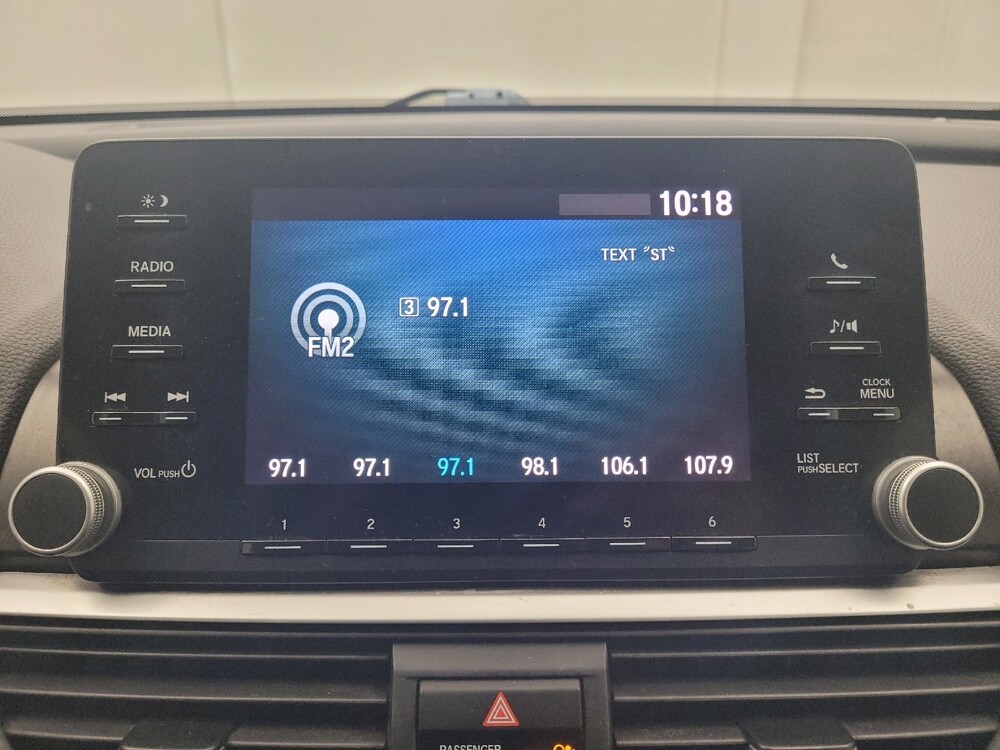 10:18
TEXT "ST"
RADIO
3 97.1
FM2
MEDIA
CLOCK
MENU
VOL PUSH
97.1 97.1 97.1 98.1 106.1 107.9
LIST
PUSH SELECT
1 2 3 4 5 6
PASSENGER